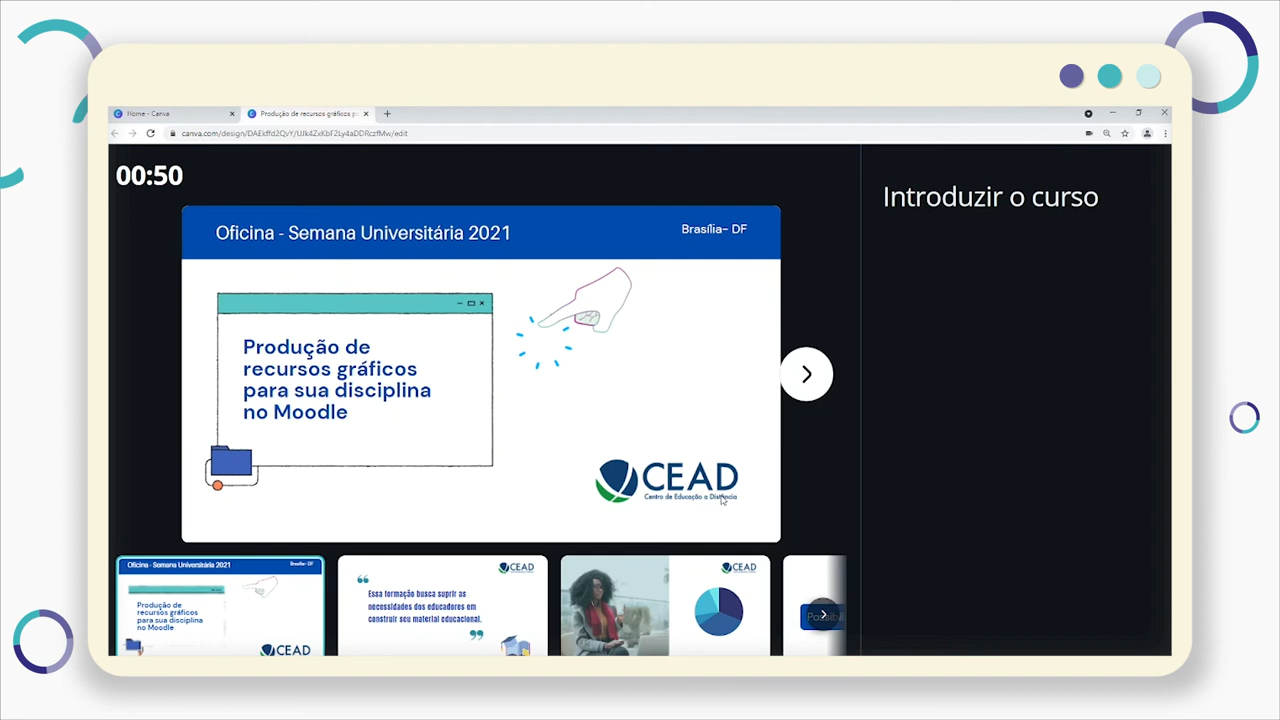 Home - Canva
Produção de recursos gráficos pa
canva.com/design/DAEkffd2QvY/UJk4ZxKbF2Ly4aDDRczfMw/edit
00:50
Introduzir o curso
Oficina - Semana Universitária 2021
Brasília- DF
Produção de
recursos gráficos
para sua disciplina
no Moodle
CEAD
Centro de Educação a Distância
Oficina - Semana Universitária 2021
Brasília- DF
Produção de
recursos gráficos
para sua disciplina
no Moodle
CEAD
CEAD
Essa formação busca suprir as
necessidades dos educadores em
construir seu material educacional.
CEAD
Possibil